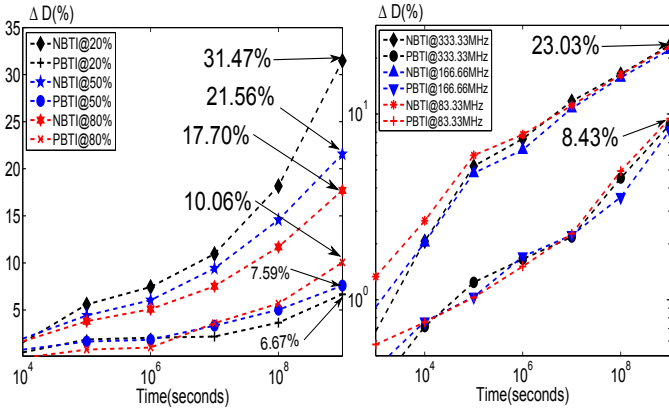 Δ D(%)
35
30
25
20
15
10
5
NBTI@20%
PBTI@20%
NBTI@50%
PBTI@50%
NBTI@80%
PBTI@80%
31.47%
21.56%
17.70%
10.06%
7.59%
6.67%
10^4
10^6
10^8
Time(seconds)
Δ D(%)
10^1
10^0
NBTI@333.33MHz
PBTI@333.33MHz
NBTI@166.66MHz
PBTI@166.66MHz
NBTI@83.33MHz
PBTI@83.33MHz
23.03%
8.43%
10^4
10^6
10^8
Time(seconds)